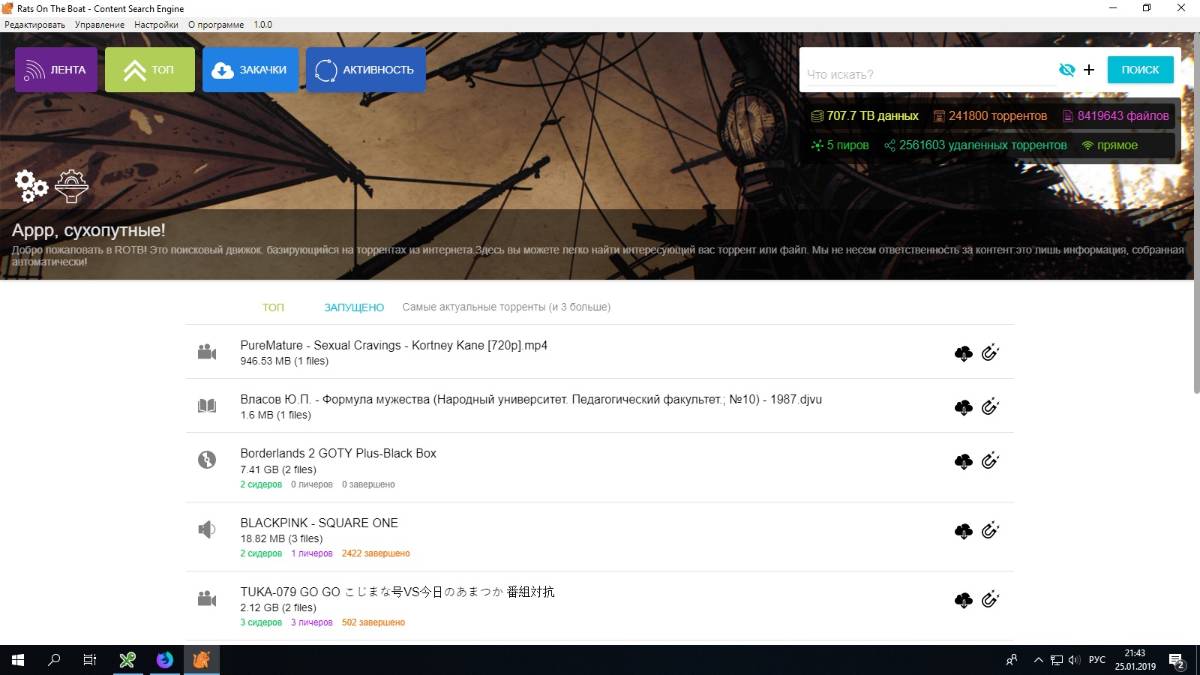 Rats On The Boat - Content Search Engine
Редактировать Управление Настройки О программе 1.0.0
ЛЕНТА ТОП ЗАКАЧКИ АКТИВНОСТЬ
Что искать? ПОИСК
707.7 TB данных 241800 торрентов 8419643 файлов
5 пиров 2561603 удаленных торрентов прямое
Аррр, сухопутные!
Добро пожаловать в ROTB! Это поисковый движок. базирующийся на торрентах из интернета.Здесь вы можете легко найти интересующий вас торрент или файл. Мы не несем ответственность за контент:это лишь информация, собранная
автоматически!
ТОП ЗАПУЩЕНО Самые актуальные торренты (и 3 больше)
PureMature - Sexual Cravings - Kortney Kane [720p].mp4
946.53 MB (1 files)
Власов Ю.П. - Формула мужества (Народный университет. Педагогический факультет.; №10) - 1987.djvu
1.6 MB (1 files)
Borderlands 2 GOTY Plus-Black Box
7.41 GB (2 files)
2 сидеров 0 личеров 0 завершено
BLACKPINK - SQUARE ONE
18.82 MB (3 files)
2 сидеров 1 личеров 2422 завершено
TUKA-079 GO GO こじまな号VS今日のあまつか 番組対抗
2.12 GB (2 files)
3 сидеров 3 личеров 502 завершено
РУС
21:43
25.01.2019
2